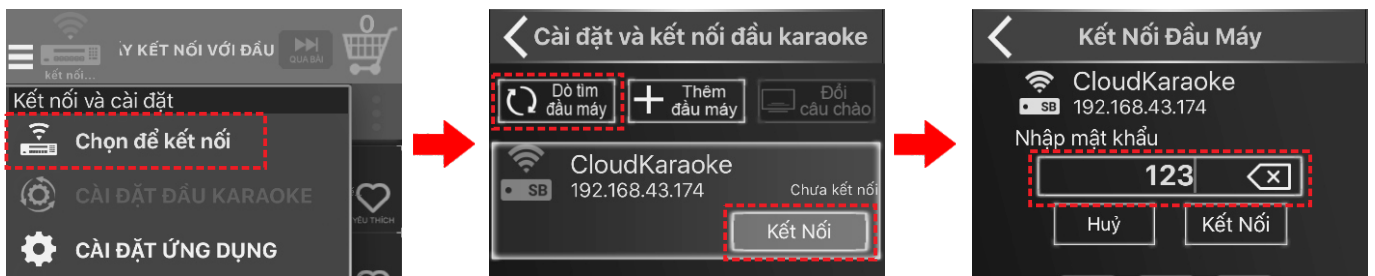 0
ÌY KẾT NỐI VỚI ĐẦU
QUA BÀI
kết nối...
Kết nối và cài đặt
Chọn để kết nối
CÀI ĐẶT ĐẦU KARAOKE
YÊU THÍCH
CÀI ĐẶT ỨNG DỤNG
Cài đặt và kết nối đầu karaoke
Dò tìm
đầu máy
Thêm
đầu máy
Đổi
câu chào
CloudKaraoke
SB
192.168.43.174
Chưa kết nối
Kết Nối
Kết Nối Đầu Máy
CloudKaraoke
SB
192.168.43.174
Nhập mật khẩu
123
Huỷ
Kết Nối